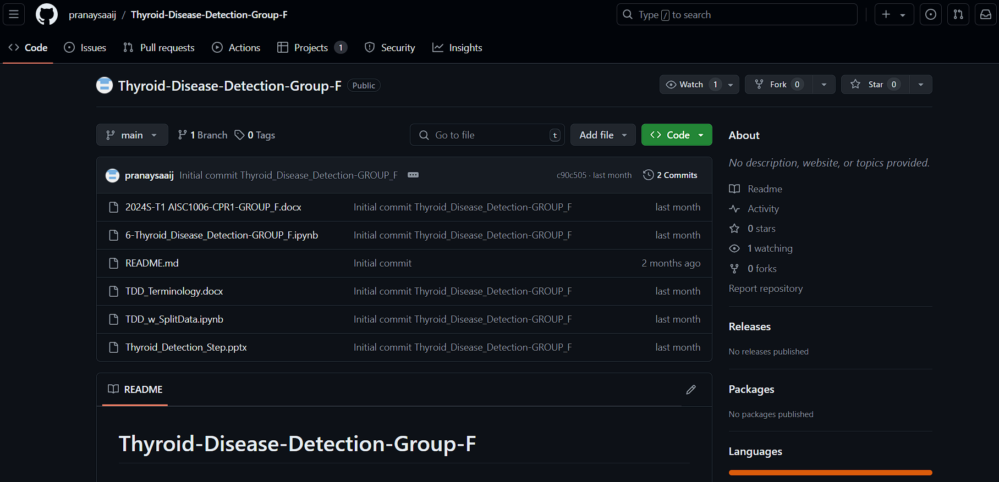 pranaysaaij / Thyroid-Disease-Detection-Group-F
Type / to search
Code Issues Pull requests Actions Projects 1 Security Insights
Thyroid-Disease-Detection-Group-F Public
Watch 1 Fork 0 Star 0
main 1 Branch 0 Tags
Go to file t Add file Code
pranaysaaij Initial commit Thyroid_Disease_Detection-GROUP_F c90c505 · last month 2 Commits
2024S-T1 AISC1006-CPR1-GROUP_F.docx Initial commit Thyroid_Disease_Detection-GROUP_F last month
6-Thyroid_Disease_Detection-GROUP_F.ipynb Initial commit Thyroid_Disease_Detection-GROUP_F last month
README.md Initial commit 2 months ago
TDD_Terminology.docx Initial commit Thyroid_Disease_Detection-GROUP_F last month
TDD_w_SplitData.ipynb Initial commit Thyroid_Disease_Detection-GROUP_F last month
Thyroid_Detection_Step.pptx Initial commit Thyroid_Disease_Detection-GROUP_F last month
README
Thyroid-Disease-Detection-Group-F
About
No description, website, or topics provided.
Readme
Activity
0 stars
1 watching
0 forks
Report repository
Releases
No releases published
Packages
No packages published
Languages